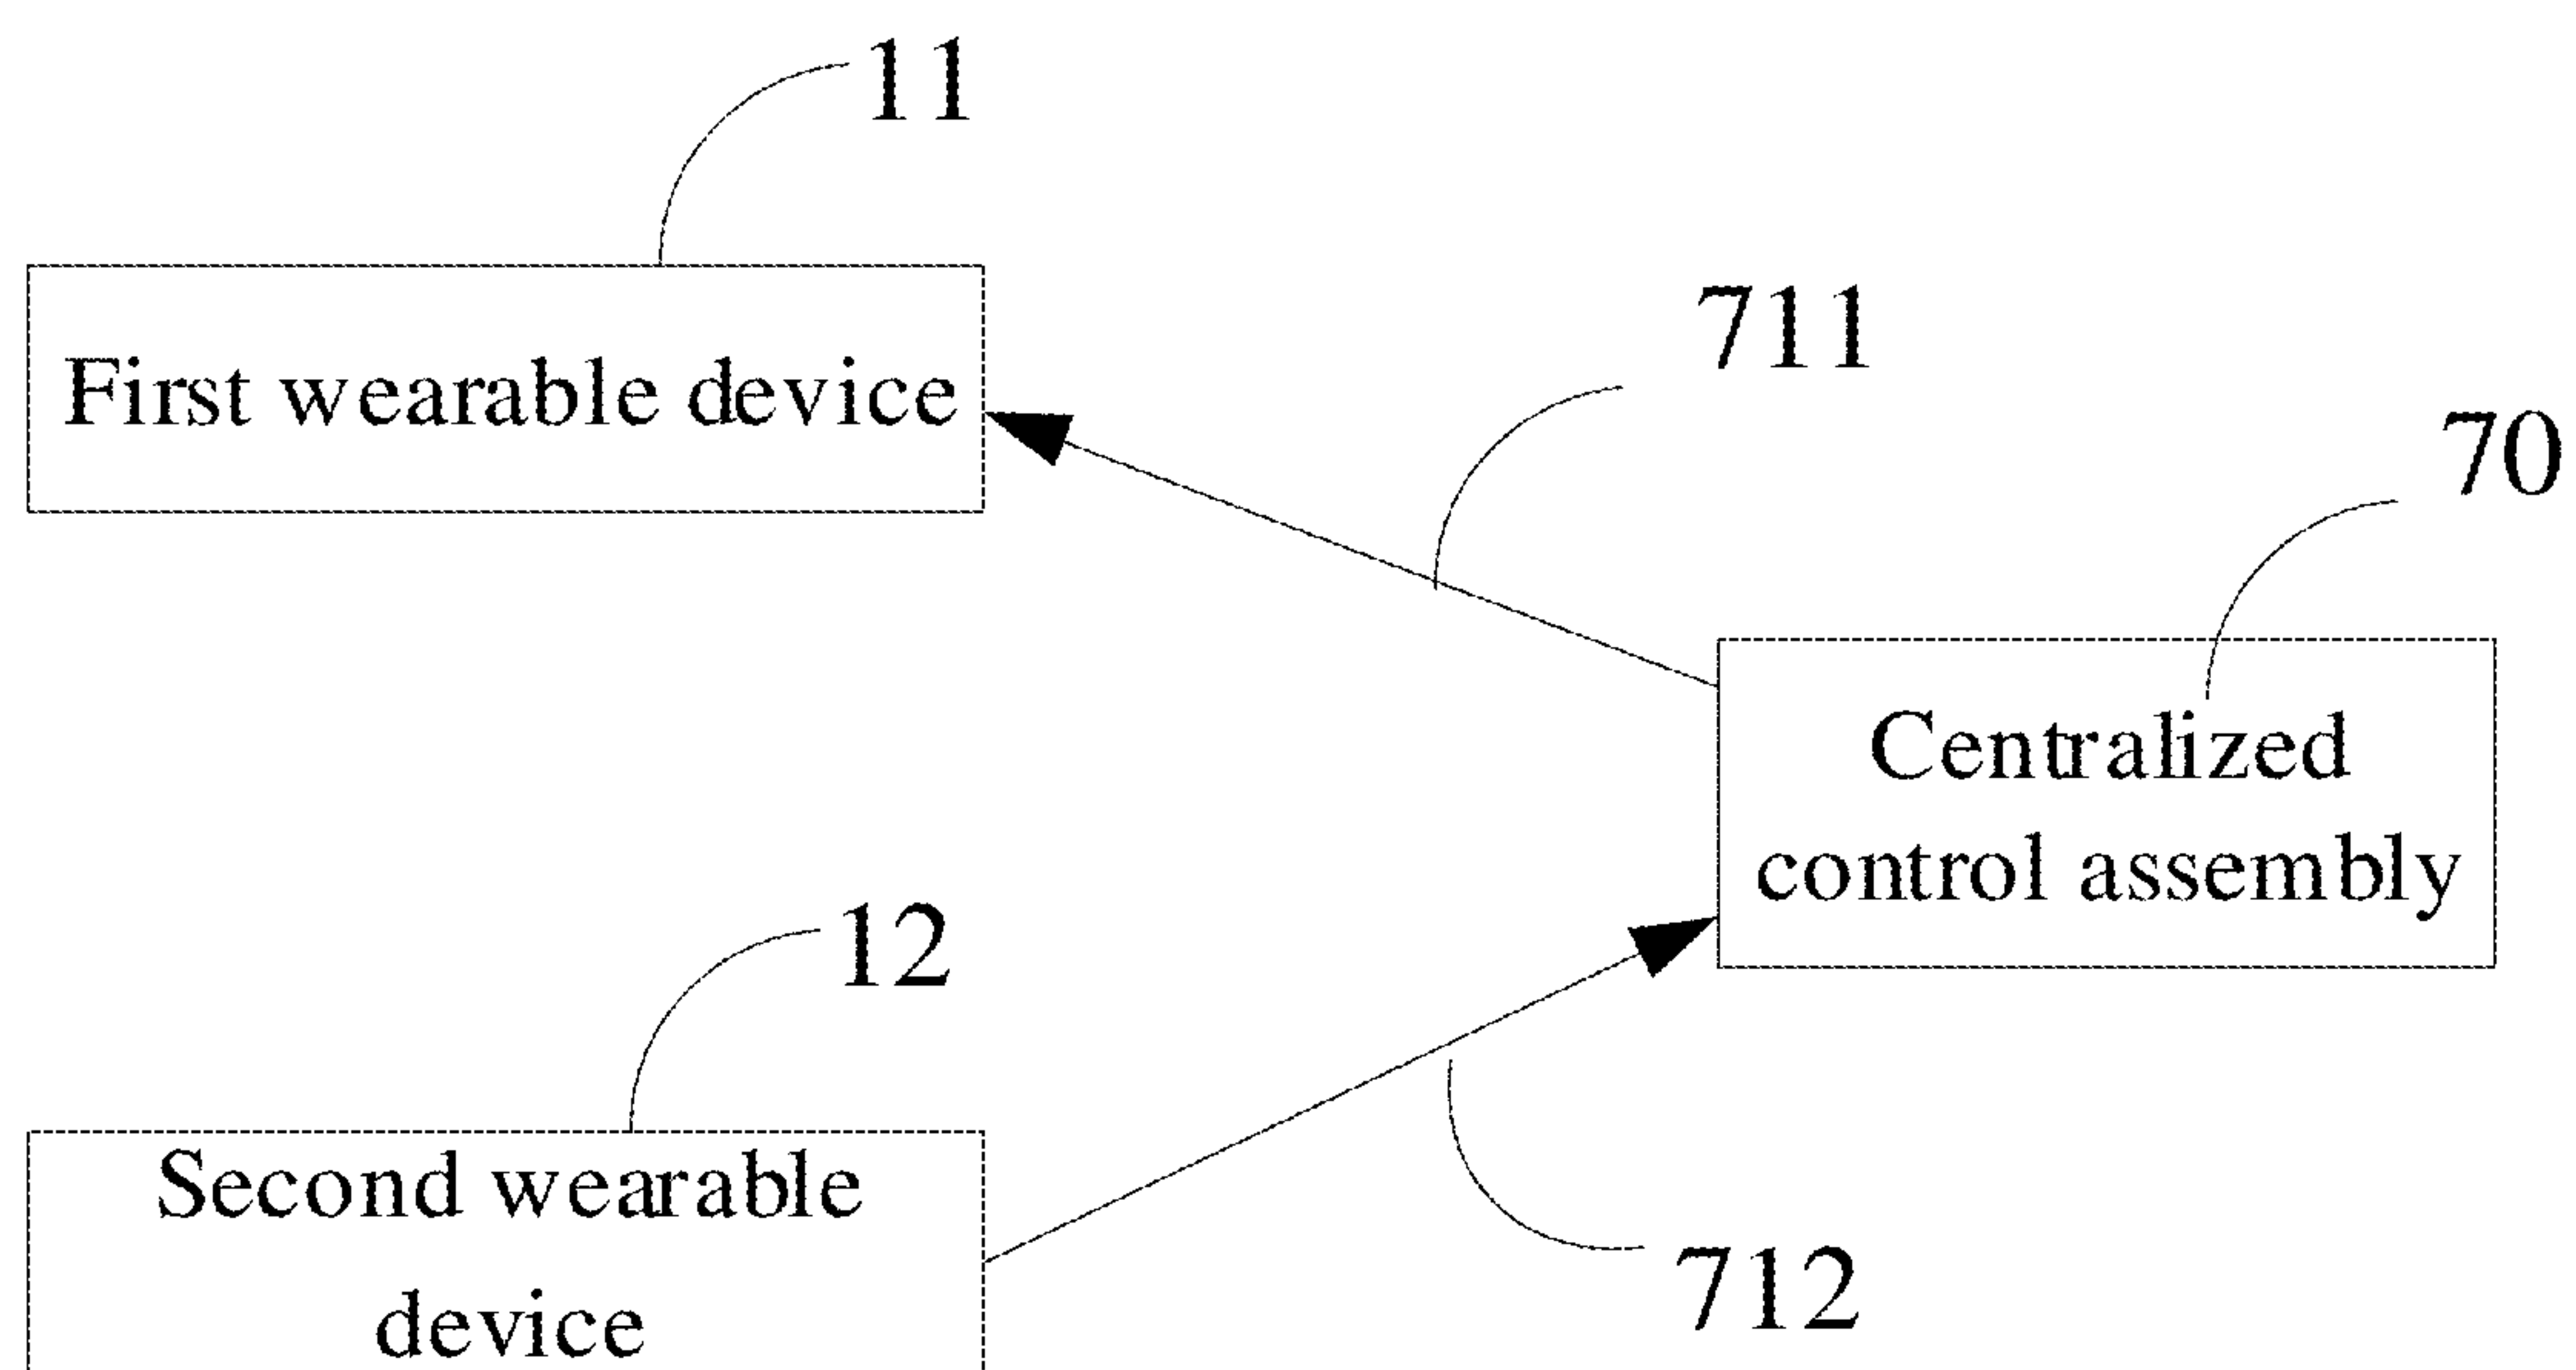 11
First wearable device
711
70
Centralized
control assembly
12
Second wearable
device
712